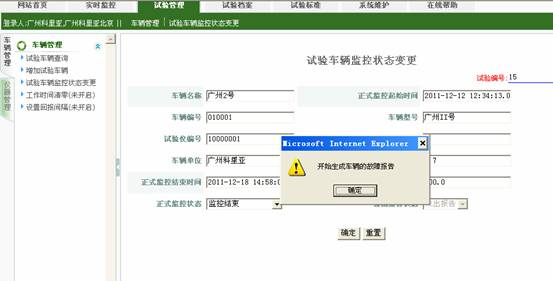 网站首页 实时监控 试验管理 试验档案 试验标准 系统维护 在线帮助
登录人:广州科星亚,广州科星亚北京 || 车辆管理 | 试验车辆监控状态变更
车辆管理
仪器管理
车辆管理
试验车辆查询
增加试验车辆
试验车辆监控状态变更
工作时间清零(未开启)
设置回报间隔(未开启)
试验车辆监控状态变更
试验编号: 15
车辆名称 广州2号 正式监控起始时间 2011-12-12 12:34:13.0
车辆编号 010001 车辆型号 广州II号
试验仪编号 10000001
车辆单位 广州科星亚 7
正式监控结束时间 2011-12-18 14:58:0 00.0
正式监控状态 监控结束 出报告
Microsoft Internet Explorer
开始生成车辆的故障报告
确定
确定 重置